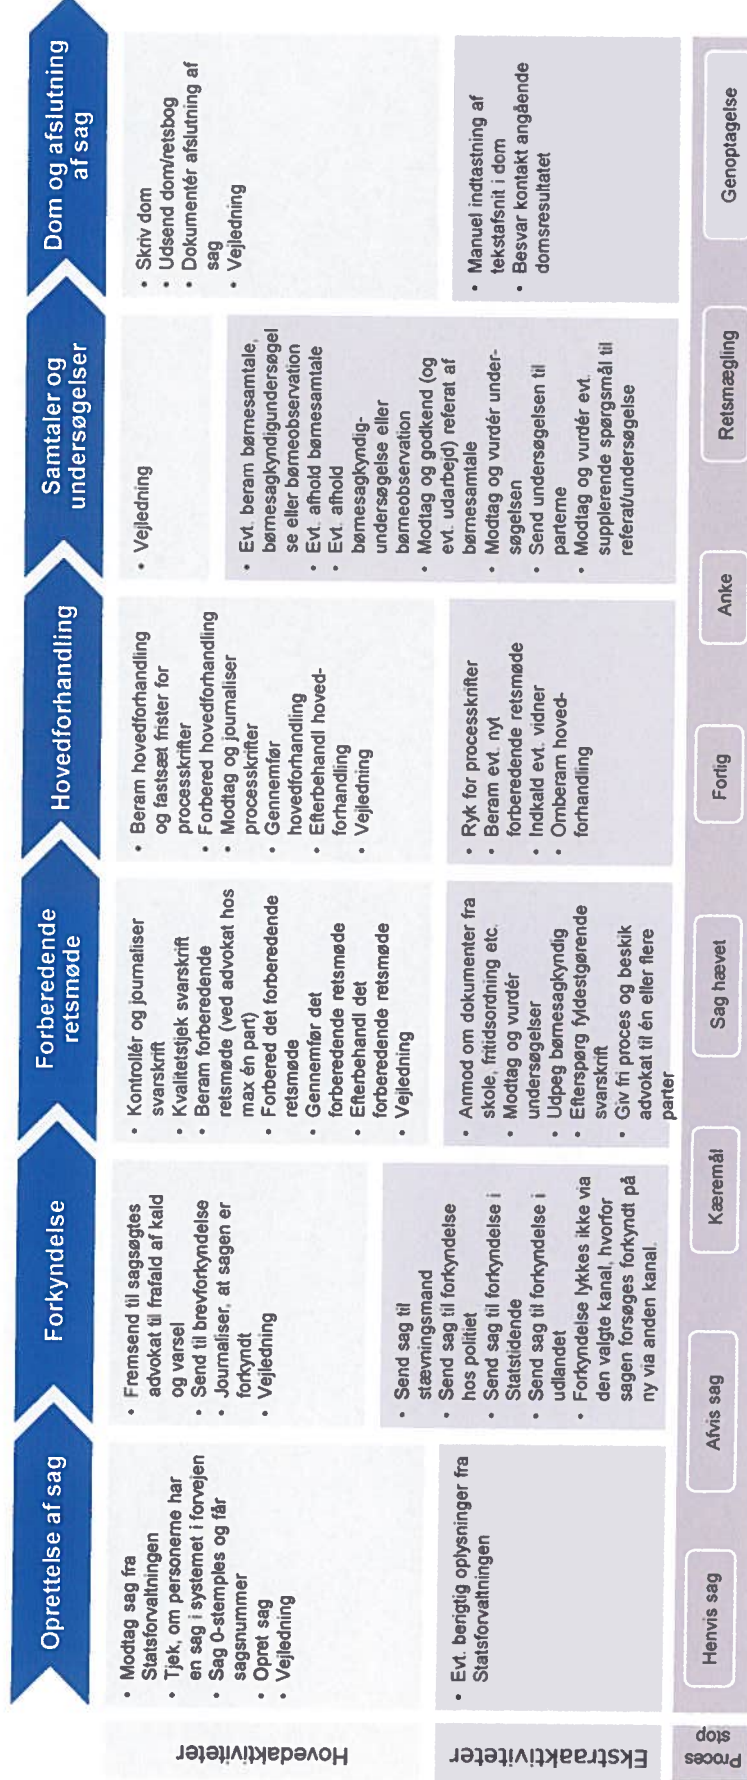 Oprettelse af sag
Forkyndelse
Forberedende
retsmøde
Hovedforhandling
Samtaler og
undersøgelser
Dom og afslutning
af sag
Hovedaktiviteter
• Modtag sag fra
Statsforvaltningen
• Tjek, om personerne har
en sag i systemet i forvejen
• Sag 0-stemples og får
sagsnummer
• Opret sag
• Vejledning
• Fremsend til sagsøgtes
advokat til frafald af kald
og varsel
• Send til brevforkyndelse
• Journaliser, at sagen er
forkyndt
• Vejledning
• Kontrollér og journaliser
svarskrift
• Kvalitetstjek svarskrift
• Beram forberedende
retsmøde (ved advokat hos
max én part)
• Forbered det forberedende
retsmøde
• Gennemfør det
forberedende retsmøde
• Efterbehandl det
forberedende retsmøde
• Vejledning
• Beram hovedforhandling
og fastsæt frister for
processkrifter
• Forbered hovedforhandling
• Modtag og journaliser
processkrifter
• Gennemfør
hovedforhandling
• Efterbehandl hoved-
forhandling
• Vejledning
• Vejledning
• Skriv dom
• Udsend dom/retsbog
• Dokumentér afslutning af
sag
• Vejledning
Ekstraaktiviteter
• Evt. berigtig oplysninger fra
Statsforvaltningen
• Send sag til
stævningsmand
• Send sag til forkyndelse
hos politiet
• Send sag til forkyndelse i
Statstidende
• Send sag til forkyndelse i
udlandet
• Forkyndelse lykkes ikke via
den valgte kanal, hvorfor
sagen forsøges forkyndt på
ny via anden kanal.
• Anmod om dokumenter fra
skole, fritidsordning etc.
• Modtag og vurdér
undersøgelser
• Udpeg børnesagkyndig
• Efterspørg fyldestgørende
svarskrift
• Giv fri proces og beskik
advokat til én eller flere
parter
• Ryk for processkrifter
• Beram evt. nyt
forberedende retsmøde
• Indkald evt. vidner
• Omberam hoved-
forhandling
• Evt. beram børnesamtale,
børnesagkyndigundersøgel
se eller børneobservation
• Evt. afhold børnesamtale
• Evt. afhold
børnesagkyndig-
undersøgelse eller
børneobservation
• Modtag og godkend (og
evt. udarbejd) referat af
børnesamtale
• Modtag og vurdér under-
søgelsen
• Send undersøgelsen til
parterne
• Modtag og vurdér evt.
supplerende spørgsmål til
referat/undersøgelse
• Manuel indtastning af
tekstafsnit i dom
• Besvar kontakt angående
domsresultatet
Proces
stop
Henvis sag
Afvis sag
Kæremål
Sag hævet
Forlig
Anke
Retsmægling
Genoptagelse